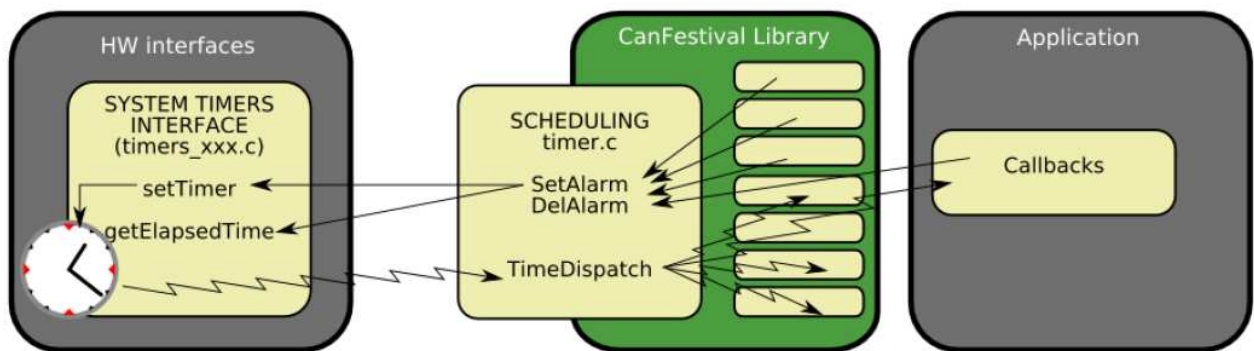 HW interfaces
SYSTEM TIMERS
INTERFACE
(timers_xxx.c)
setTimer
getElapsedTime
CanFestival Library
SCHEDULING
timer.c
SetAlarm
DelAlarm
TimeDispatch
Application
Callbacks